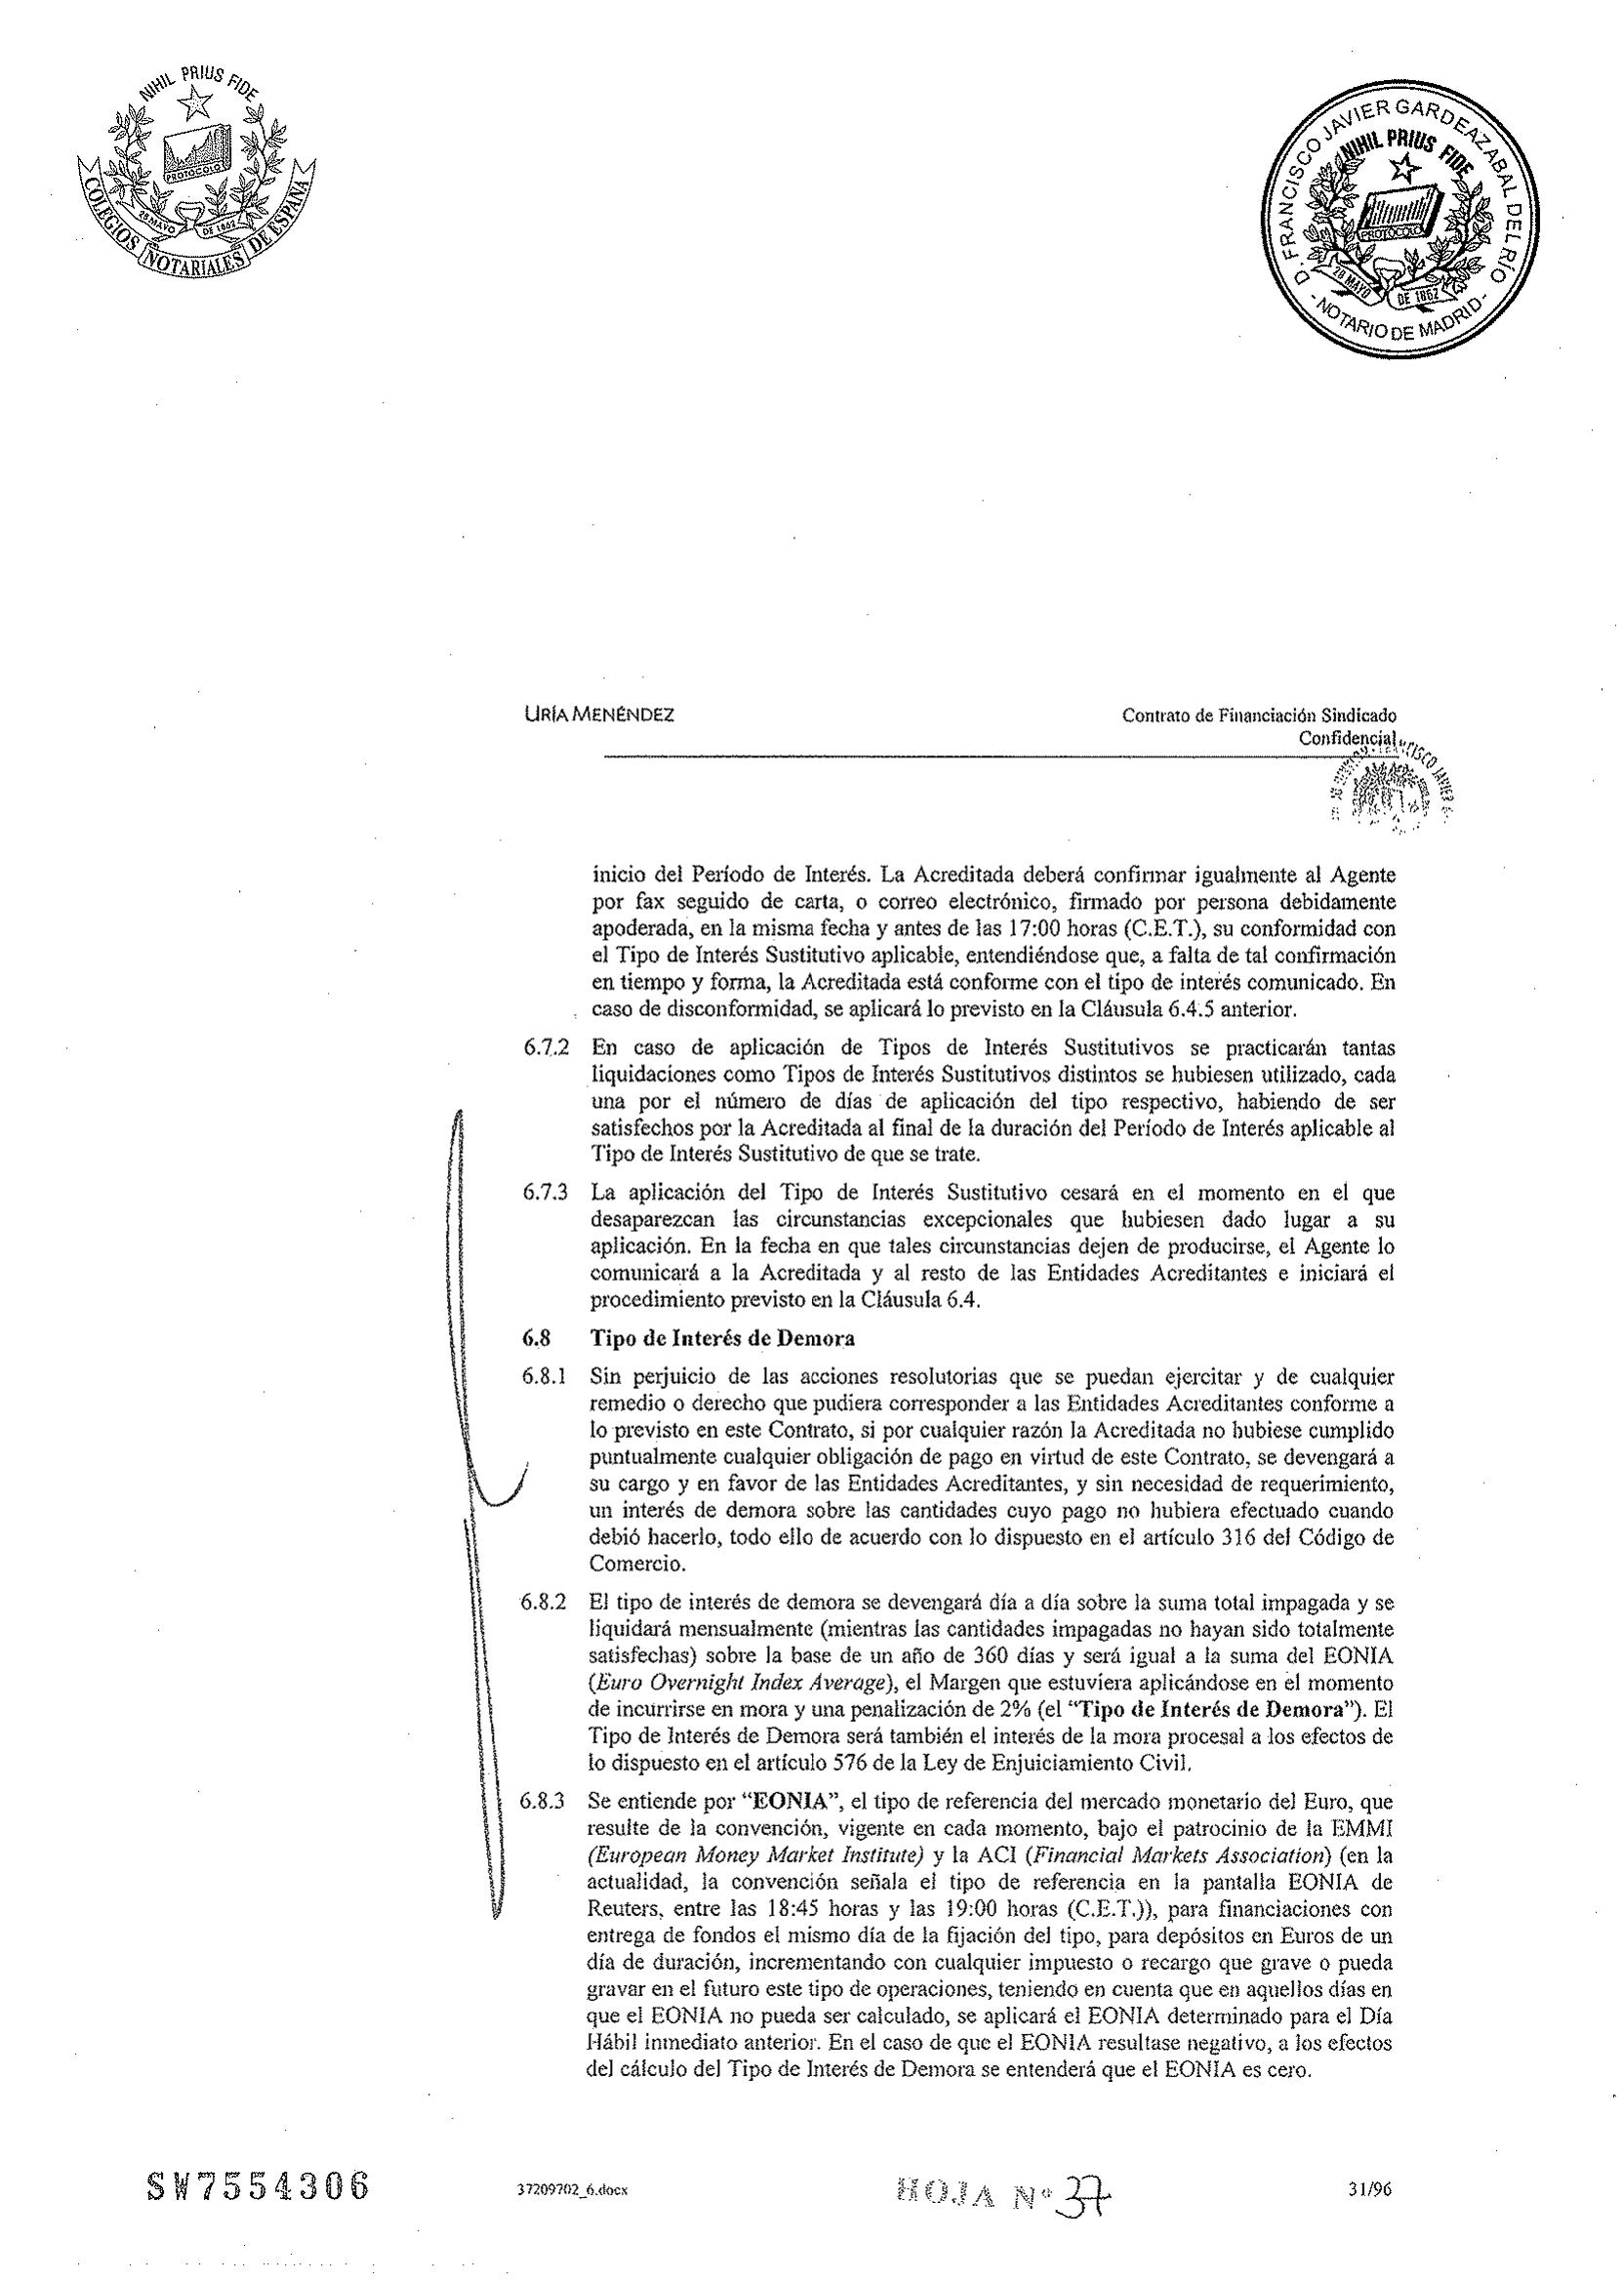 NIHIL PRIUS FIDE
PROTOCOLO
28 MAYO DE 1862
COLEGIOS NOTARIALES DE ESPAÑA
D. FRANCISCO JAVIER GARDEAZABAL DEL RÍO
NIHIL PRIUS FIDE
PROTOCOLO
28 MAYO DE 1862
- NOTARIO DE MADRID -
URÍA MENÉNDEZ
Contrato de Financiación Sindicado
Confidencial
inicio del Período de Interés. La Acreditada deberá confirmar igualmente al Agente
por fax seguido de carta, o correo electrónico, firmado por persona debidamente
apoderada, en la misma fecha y antes de las 17:00 horas (C.E.T.), su conformidad con
el Tipo de Interés Sustitutivo aplicable, entendiéndose que, a falta de tal confirmación
en tiempo y forma, la Acreditada está conforme con el tipo de interés comunicado. En
caso de disconformidad, se aplicará lo previsto en la Cláusula 6.4.5 anterior.
6.7.2 En caso de aplicación de Tipos de Interés Sustitutivos se practicarán tantas
liquidaciones como Tipos de Interés Sustitutivos distintos se hubiesen utilizado, cada
una por el número de días de aplicación del tipo respectivo, habiendo de ser
satisfechos por la Acreditada al final de la duración del Período de Interés aplicable al
Tipo de Interés Sustitutivo de que se trate.
6.7.3 La aplicación del Tipo de Interés Sustitutivo cesará en el momento en el que
desaparezcan las circunstancias excepcionales que hubiesen dado lugar a su
aplicación. En la fecha en que tales circunstancias dejen de producirse, el Agente lo
comunicará a la Acreditada y al resto de las Entidades Acreditantes e iniciará el
procedimiento previsto en la Cláusula 6.4.
6.8 Tipo de Interés de Demora
6.8.1 Sin perjuicio de las acciones resolutorias que se puedan ejercitar y de cualquier
remedio o derecho que pudiera corresponder a las Entidades Acreditantes conforme a
lo previsto en este Contrato, si por cualquier razón la Acreditada no hubiese cumplido
puntualmente cualquier obligación de pago en virtud de este Contrato, se devengará a
su cargo y en favor de las Entidades Acreditantes, y sin necesidad de requerimiento,
un interés de demora sobre las cantidades cuyo pago no hubiera efectuado cuando
debió hacerlo, todo ello de acuerdo con lo dispuesto en el artículo 316 del Código de
Comercio.
6.8.2 El tipo de interés de demora se devengará día a día sobre la suma total impagada y se
liquidará mensualmente (mientras las cantidades impagadas no hayan sido totalmente
satisfechas) sobre la base de un año de 360 días y será igual a la suma del EONIA
(Euro Overnight Index Average), el Margen que estuviera aplicándose en el momento
de incurrirse en mora y una penalización de 2% (el “Tipo de Interés de Demora”). El
Tipo de Interés de Demora será también el interés de la mora procesal a los efectos de
lo dispuesto en el artículo 576 de la Ley de Enjuiciamiento Civil.
6.8.3 Se entiende por “EONIA”, el tipo de referencia del mercado monetario del Euro, que
resulte de la convención, vigente en cada momento, bajo el patrocinio de la EMMI
(European Money Market Institute) y la ACI (Financial Markets Association) (en la
actualidad, la convención señala el tipo de referencia en la pantalla EONIA de
Reuters, entre las 18:45 horas y las 19:00 horas (C.E.T.)), para financiaciones con
entrega de fondos el mismo día de la fijación del tipo, para depósitos en Euros de un
día de duración, incrementando con cualquier impuesto o recargo que grave o pueda
gravar en el futuro este tipo de operaciones, teniendo en cuenta que en aquellos días en
que el EONIA no pueda ser calculado, se aplicará el EONIA determinado para el Día
Hábil inmediato anterior. En el caso de que el EONIA resultase negativo, a los efectos
del cálculo del Tipo de Interés de Demora se entenderá que el EONIA es cero.
SW7554306
37209702_6.docx
HOJA Nº 37
31/96